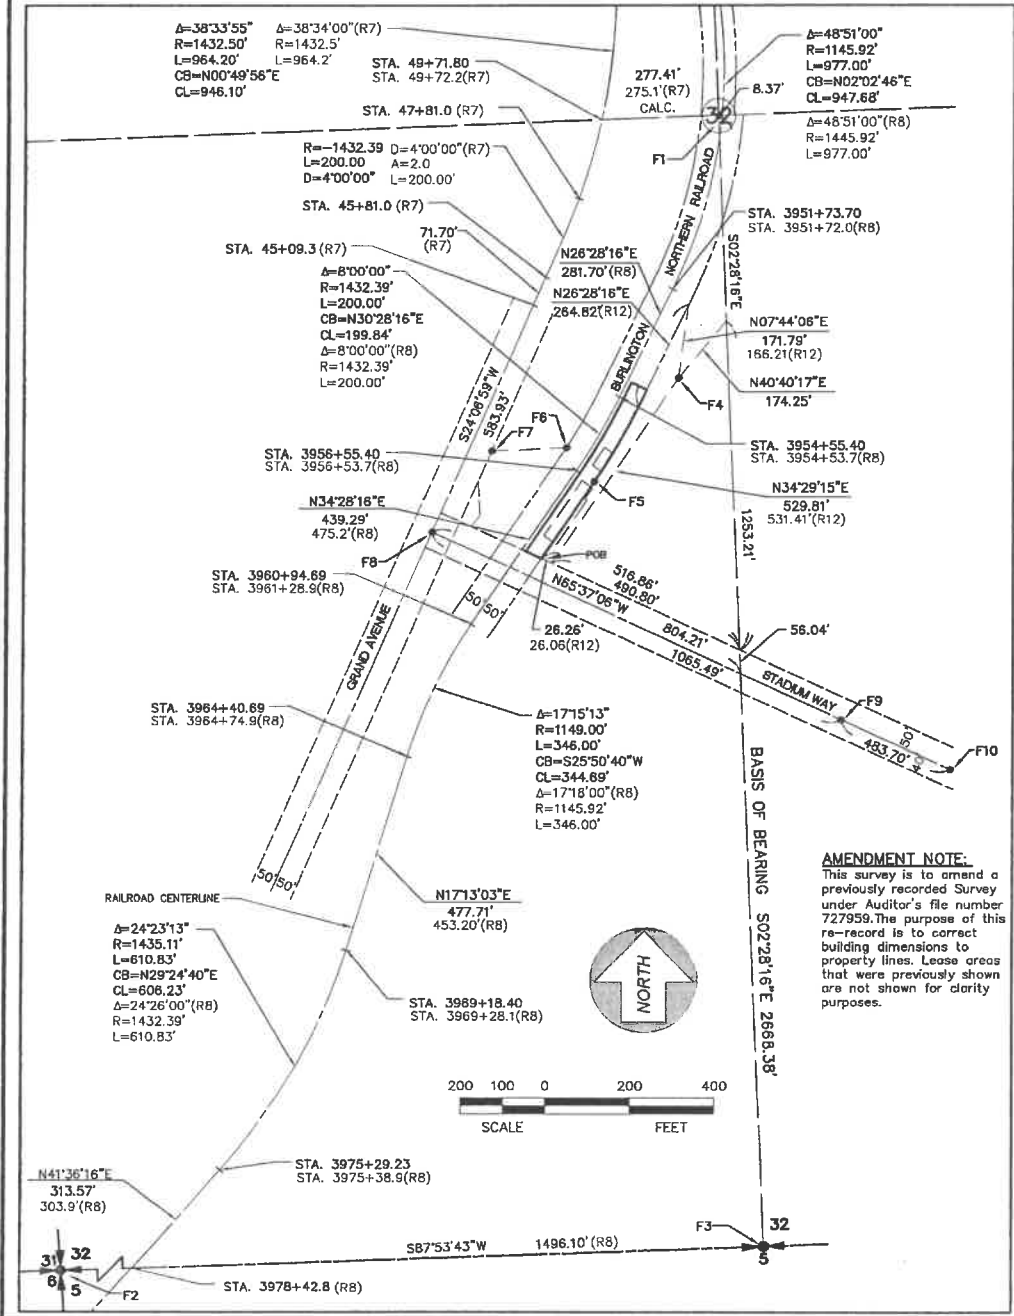 Δ=38°33'55" Δ=38°34'00"(R7)
R=1432.50' R=1432.5'
L=964.20' L=964.2'
CB=N00°49'56"E
CL=946.10'
STA. 49+71.80
STA. 49+72.2(R7)
STA. 47+81.0 (R7)
277.41'
275.1'(R7)
CALC.
8.37'
32
F1
Δ=48°51'00"
R=1145.92'
L=977.00'
CB=N02°02'46"E
CL=947.68'
Δ=48°51'00"(R8)
R=1445.92'
L=977.00'
R=-1432.39 D=4°00'00"(R7)
L=200.00 A=2.0
D=4°00'00" L=200.00'
STA. 45+81.0 (R7)
71.70'
(R7)
STA. 45+09.3 (R7)
Δ=8°00'00"
R=1432.39'
L=200.00'
CB=N30°28'16"E
CL=199.84'
Δ=8°00'00"(R8)
R=1432.39'
L=200.00'
N26°28'16"E
281.70'(R8)
N26°28'16"E
264.82'(R12)
BURLINGTON NORTHERN RAILROAD
STA. 3951+73.70
STA. 3951+72.0(R8)
S02°28'16"E
N07°44'06"E
171.79'
166.21(R12)
N40°40'17"E
174.25'
F4
S24°06'59"W
583.93'
F7
F6
F5
STA. 3956+55.40
STA. 3956+53.7(R8)
STA. 3954+55.40
STA. 3954+53.7(R8)
N34°28'16"E
439.29'
475.2'(R8)
N34°29'15"E
529.81'
531.41'(R12)
1253.21'
F8
POB
STA. 3960+94.69
STA. 3961+28.9(R8)
50' 50'
26.26'
26.06(R12)
516.86'
490.80'
N65°37'06"W
804.21'
1065.49'
56.04'
STADIUM WAY
F9
50'
40'
483.70'
F10
GRAND AVENUE
STA. 3964+40.69
STA. 3964+74.9(R8)
Δ=17°15'13"
R=1149.00'
L=346.00'
CB=S25°50'40"W
CL=344.69'
Δ=17°18'00"(R8)
R=1145.92'
L=346.00'
BASIS OF BEARING S02°28'16"E 2668.38'
50' 50'
RAILROAD CENTERLINE
N17°13'03"E
477.71'
453.20'(R8)
AMENDMENT NOTE:
This survey is to amend a
previously recorded Survey
under Auditor's file number
727959.The purpose of this
re-record is to correct
building dimensions to
property lines. Lease areas
that were previously shown
are not shown for clarity
purposes.
Δ=24°23'13"
R=1435.11'
L=610.83'
CB=N29°24'40"E
CL=606.23'
Δ=24°26'00"(R8)
R=1432.39'
L=610.83'
NORTH
STA. 3969+18.40
STA. 3969+28.1(R8)
200 100 0 200 400
SCALE FEET
STA. 3975+29.23
STA. 3975+38.9(R8)
N41°36'16"E
313.57'
303.9'(R8)
31 32
6 5
F2
STA. 3978+42.8 (R8)
S87°53'43"W 1496.10'(R8)
F3
32
5